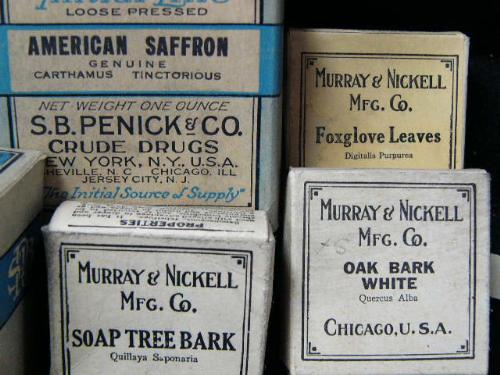 LOOSE PRESSED
AMERICAN SAFFRON
GENUINE
CARTHAMUS TINCTORIOUS
NET WEIGHT ONE OUNCE
S.B. PENICK & CO.
CRUDE DRUGS
NEW YORK, N.Y. U.S.A.
ASHEVILLE, N. C. CHICAGO, ILL
JERSEY CITY, N. J.
"The Initial Source of Supply"
MURRAY & NICKELL
MFG. CO.
Foxglove Leaves
Digitalis Purpurea
PROPERTIES
MURRAY & NICKELL
MFG. CO.
SOAP TREE BARK
Quillaya Saponaria
MURRAY & NICKELL
MFG. CO.
OAK BARK
WHITE
Quercus Alba
CHICAGO, U.S.A.